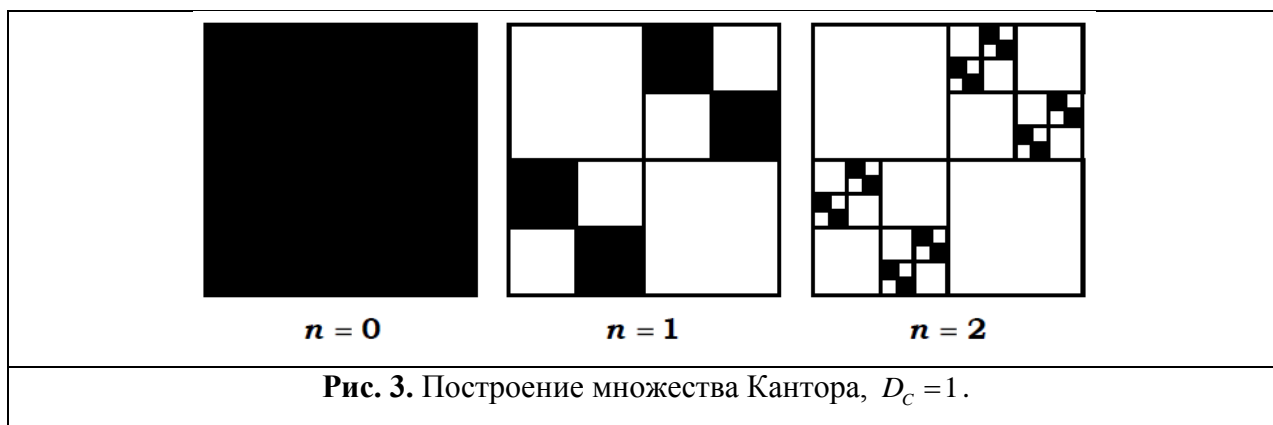 n = 0 n = 1 n = 2
Рис. 3. Построение множества Кантора, D_C = 1.